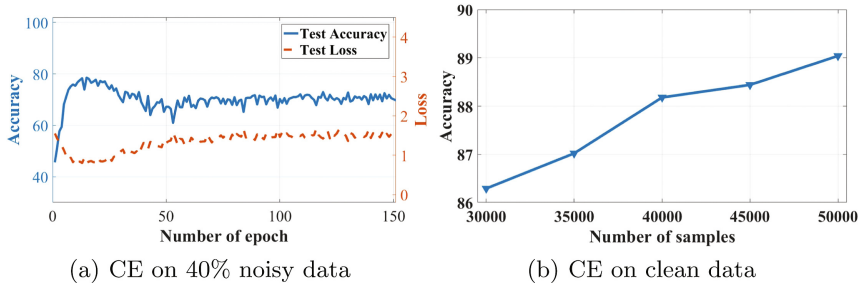 100
80
60
40
Accuracy
Test Accuracy
Test Loss
4
3
2
1
0
Loss
0
50
100
150
Number of epoch
(a) CE on 40% noisy data
90
89
88
87
86
Accuracy
30000
35000
40000
45000
50000
Number of samples
(b) CE on clean data